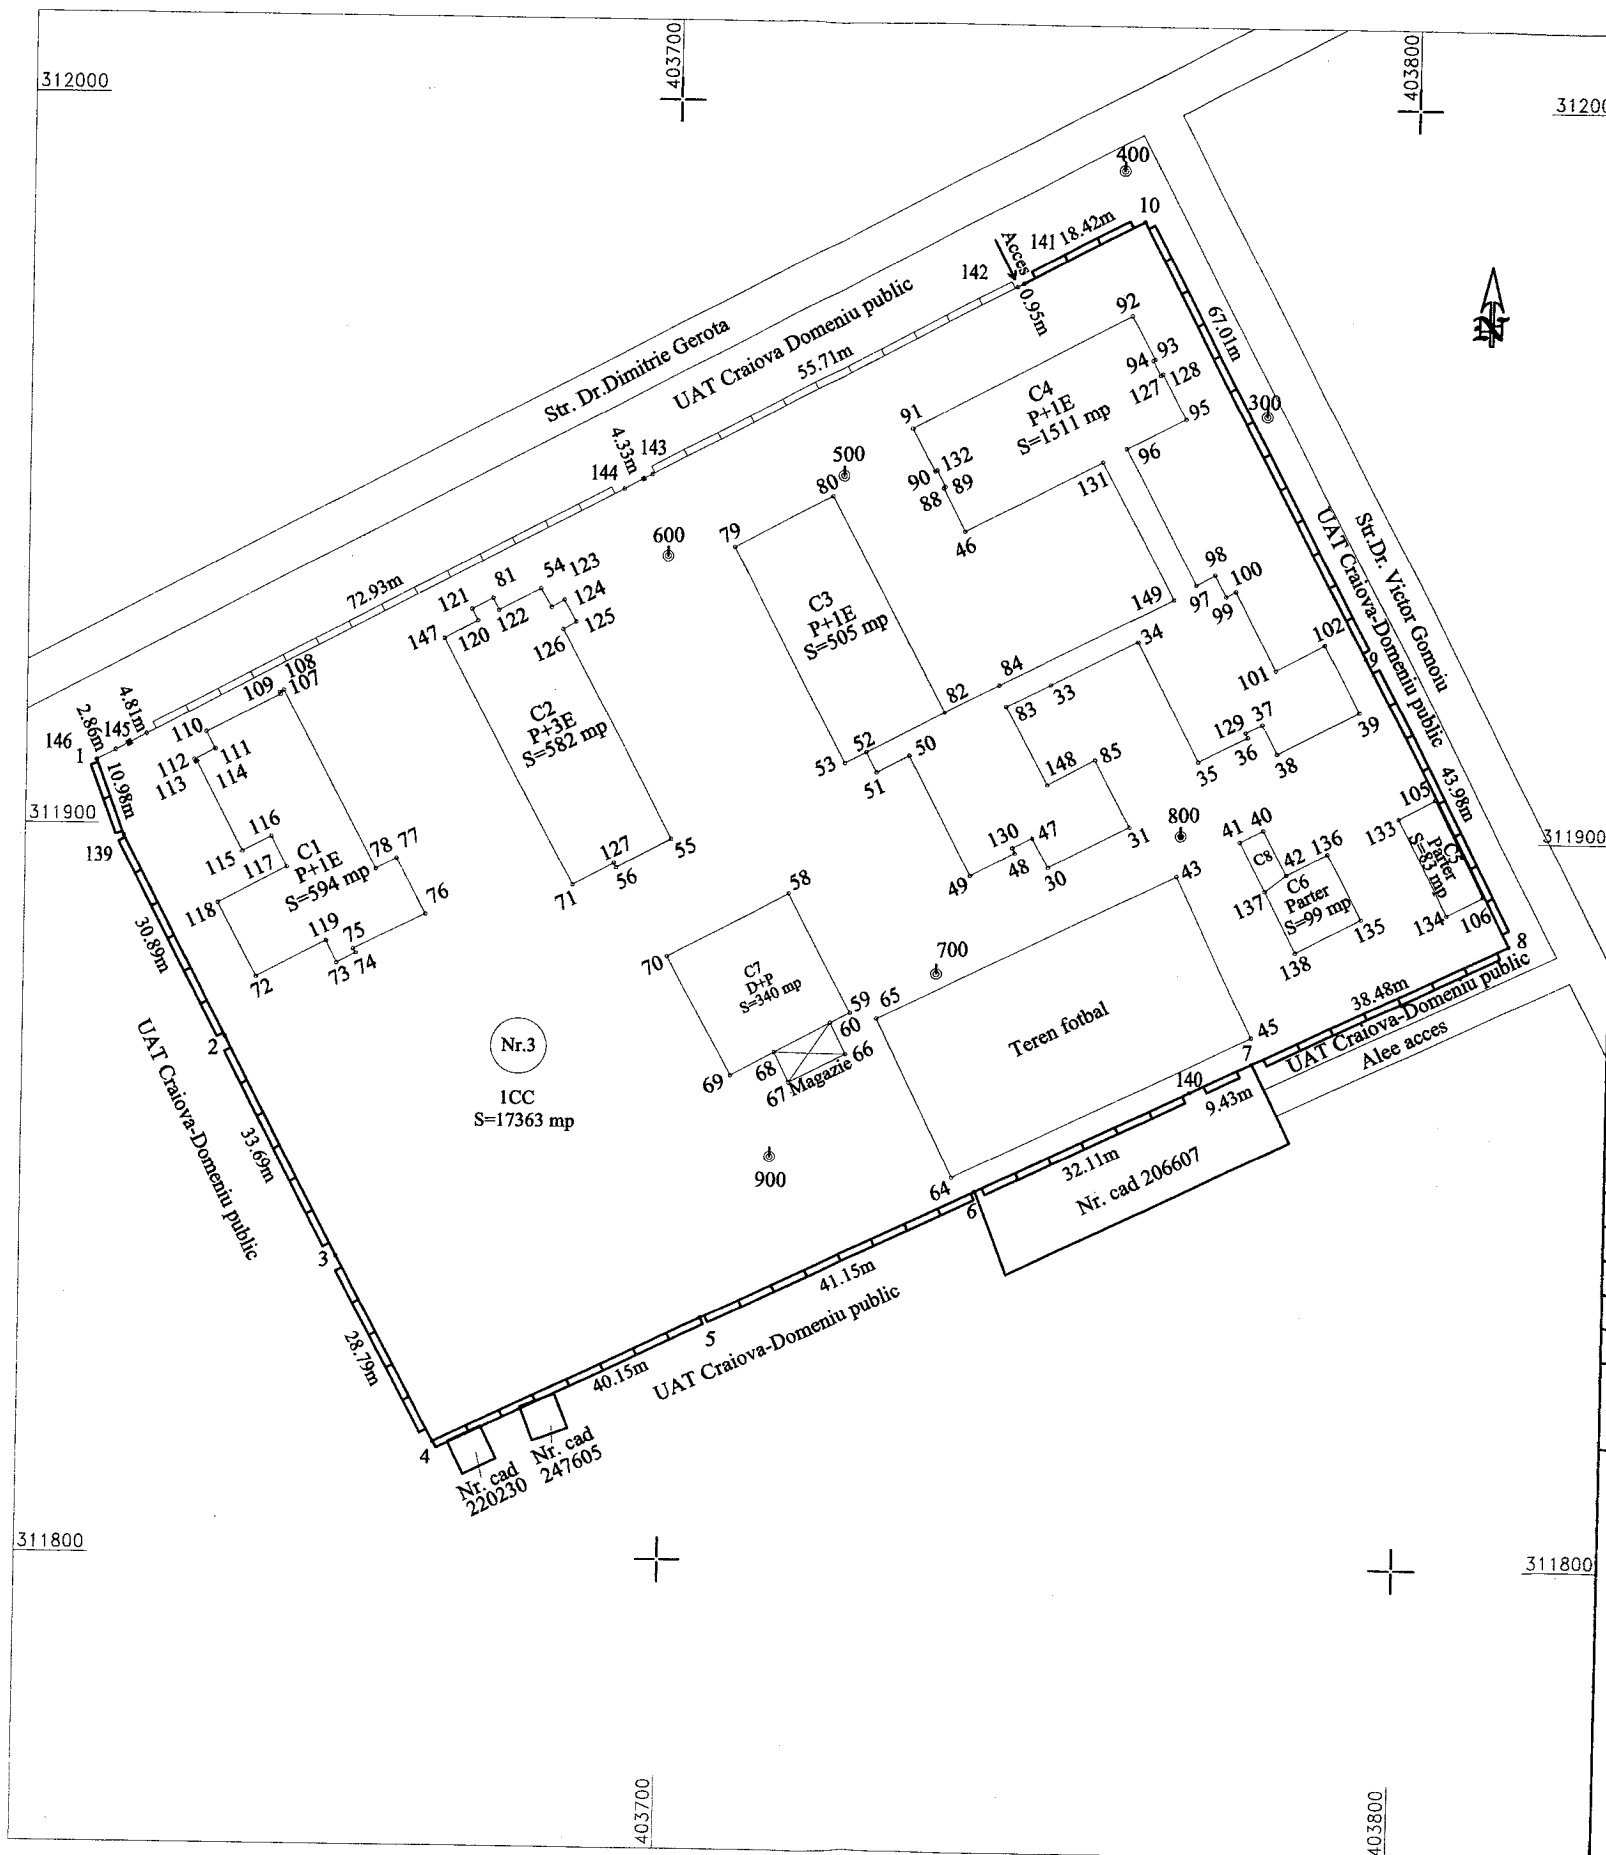 403700
403800
312000
3120
400
10
18.42m
141
Acces
142
0.95m
UAT Craiova Domeniu public
Str. Dr.Dimitrie Gerota
55.71m
67.01m
92
93
94
128
127
95
C4
P+1E
S=1511 mp
91
300
96
132
90
89
88
131
46
4.33m
143
144
500
80
600
79
72.93m
54
123
81
121
124
122
125
120
147
126
98
100
97
99
149
C3
P+1E
S=505 mp
UAT Craiova-Domeniu public
Str.Dr. Victor Gomoiu
102
9
34
101
108
109
107
84
82
33
83
4.81m
145
2.86m
146
1
110
112
111
113
114
C2
P+3E
S=582 mp
129
37
39
36
38
35
52
50
53
51
148
85
10.98m
139
311900
311900
43.98m
105
133
C5
Parter
S=83 mp
134
106
116
115
117
C1
P+1E
S=594 mp
78
77
76
118
119
75
74
73
72
127
55
56
71
130
47
49
48
30
31
800
41
40
C8
42
136
C6
Parter
S=99 mp
137
135
138
43
58
70
C7
D+P
S=340 mp
59
60
65
700
66
68
67
Magazie
69
8
38.48m
UAT Craiova-Domeniu public
Alee acces
45
7
Teren fotbal
140
9.43m
30.89m
2
UAT Craiova-Domeniu public
Nr.3
1CC
S=17363 mp
33.69m
900
64
6
32.11m
Nr. cad 206607
3
41.15m
28.79m
5
40.15m
UAT Craiova-Domeniu public
4
Nr. cad
220230
Nr. cad
247605
311800
311800
403700
403800